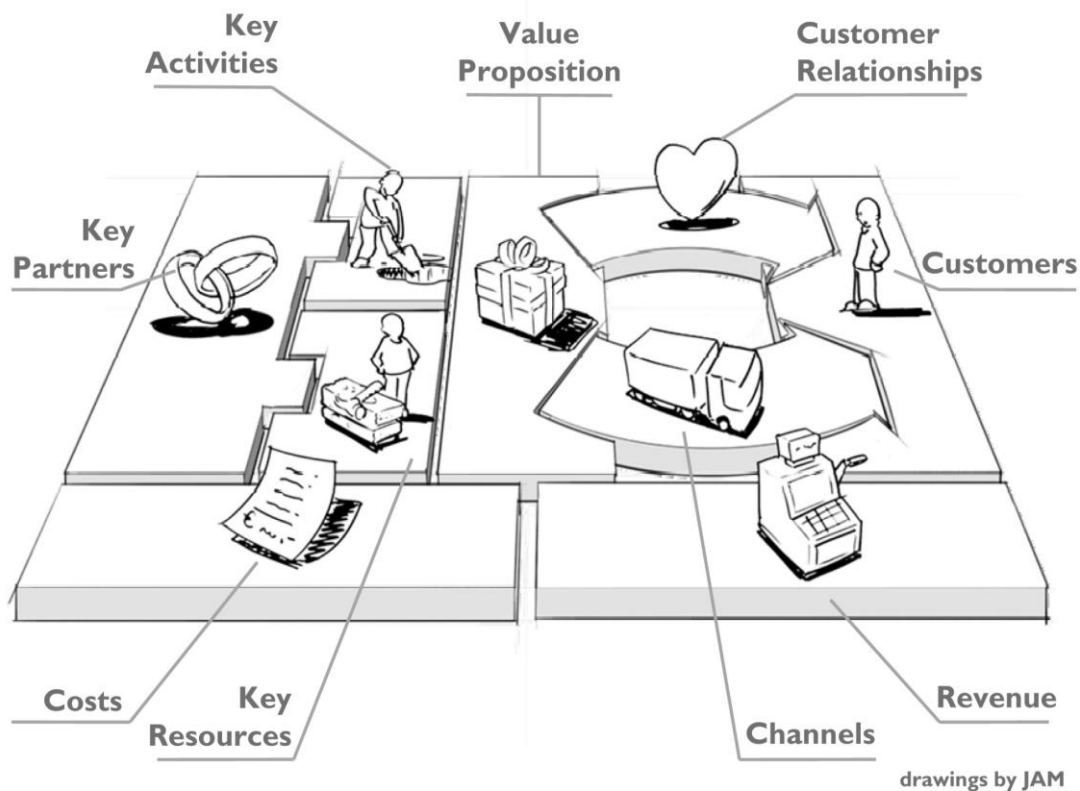 Key
Activities
Value
Proposition
Customer
Relationships
Key
Partners
Customers
Costs
Key
Resources
Channels
Revenue
drawings by JAM